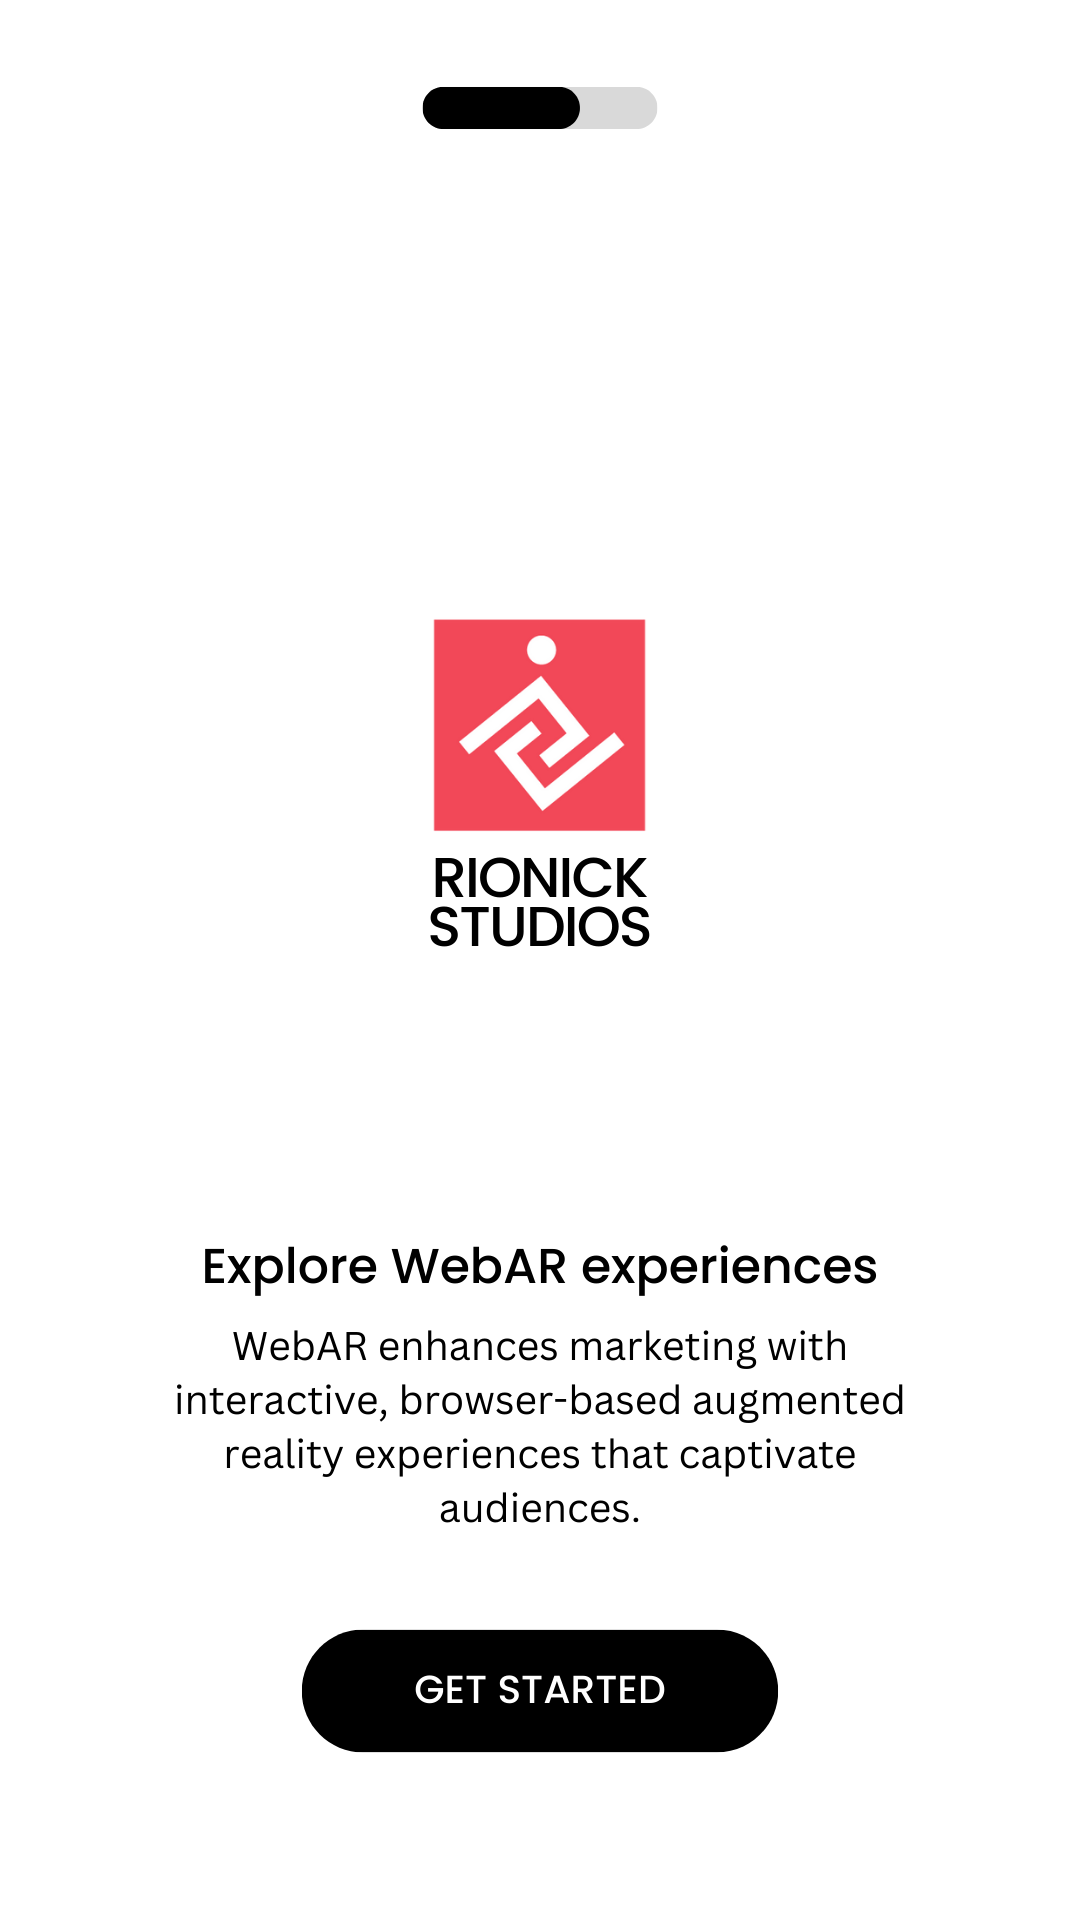 RIONICK
STUDIOS
Explore WebAR experiences
WebAR enhances marketing with
interactive, browser-based augmented
reality experiences that captivate
audiences.
GET STARTED